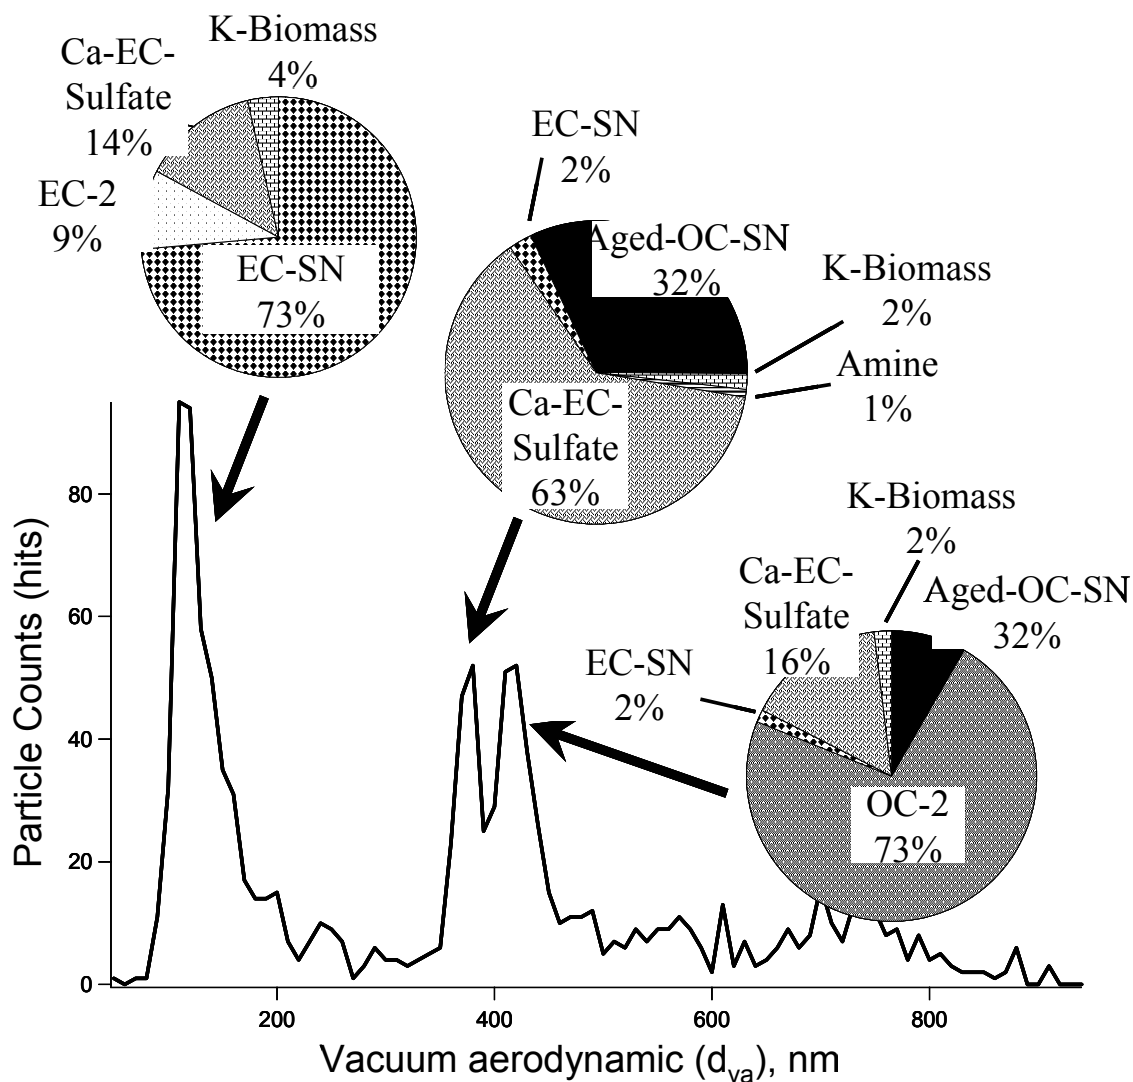 K-Biomass
4%
Ca-EC-
Sulfate
14%
EC-2
9%
EC-SN
73%
EC-SN
2%
Aged-OC-SN
32%
K-Biomass
2%
Amine
1%
Ca-EC-
Sulfate
63%
K-Biomass
2%
Ca-EC-
Sulfate
16%
Aged-OC-SN
32%
EC-SN
2%
OC-2
73%
Particle Counts (hits)
80
60
40
20
0
200
400
600
800
Vacuum aerodynamic (dva), nm